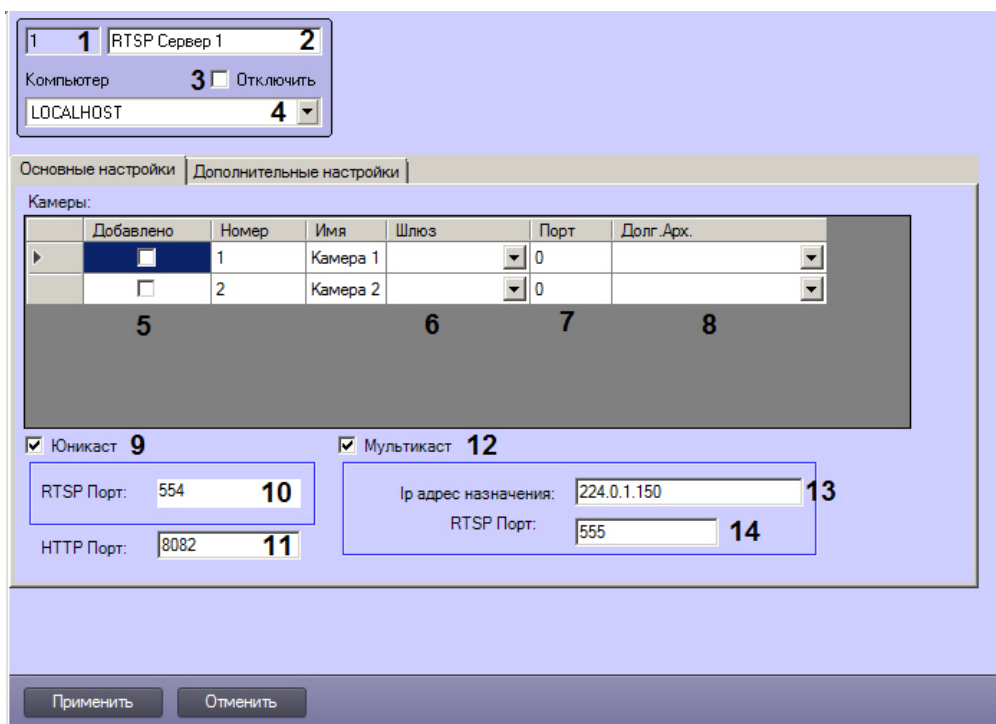 1 1 RTSP Сервер 1 2
Компьютер 3 Отключить
LOCALHOST 4
Основные настройки Дополнительные настройки
Камеры:
Добавлено Номер Имя Шлюз Порт Долг.Арх.
1 Камера 1 0
2 Камера 2 0
5 6 7 8
Юникаст 9 Мультикаст 12
RTSP Порт: 554 10 Ip адрес назначения: 224.0.1.150 13
RTSP Порт: 555 14
HTTP Порт: 8082 11
Применить Отменить